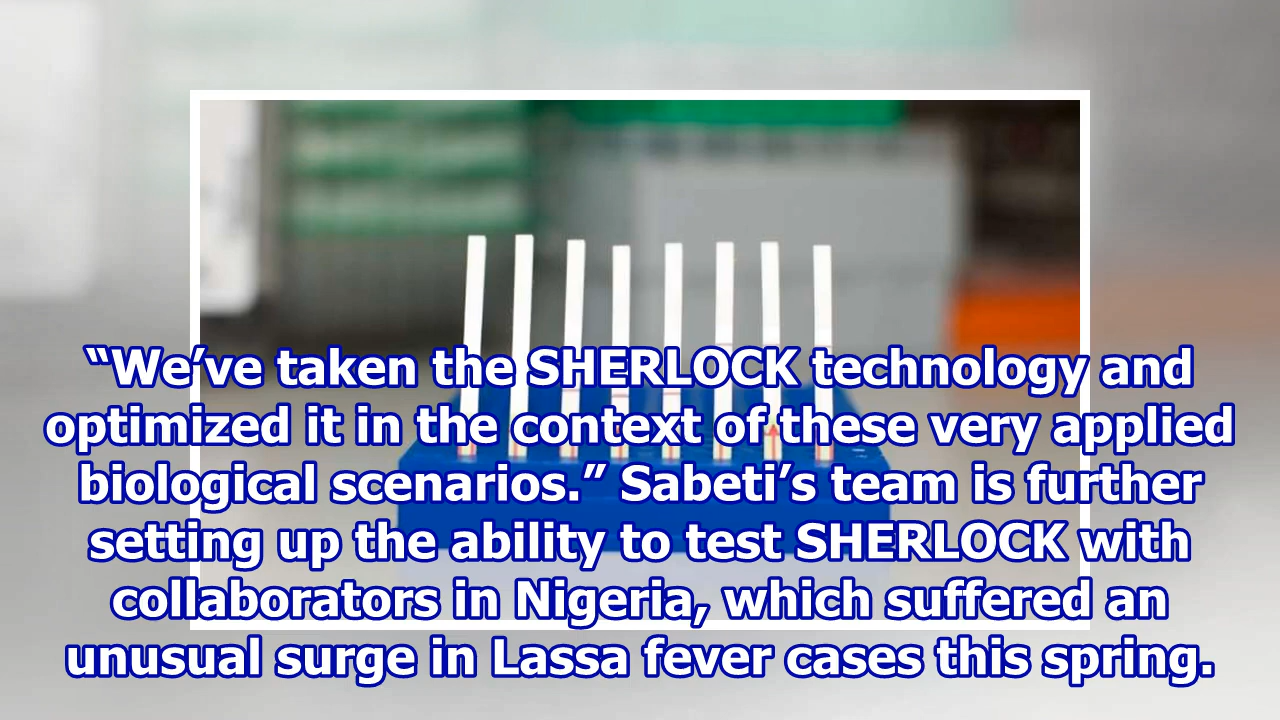 “We’ve taken the SHERLOCK technology and
optimized it in the context of these very applied
biological scenarios.” Sabeti’s team is further
setting up the ability to test SHERLOCK with
collaborators in Nigeria, which suffered an
unusual surge in Lassa fever cases this spring.